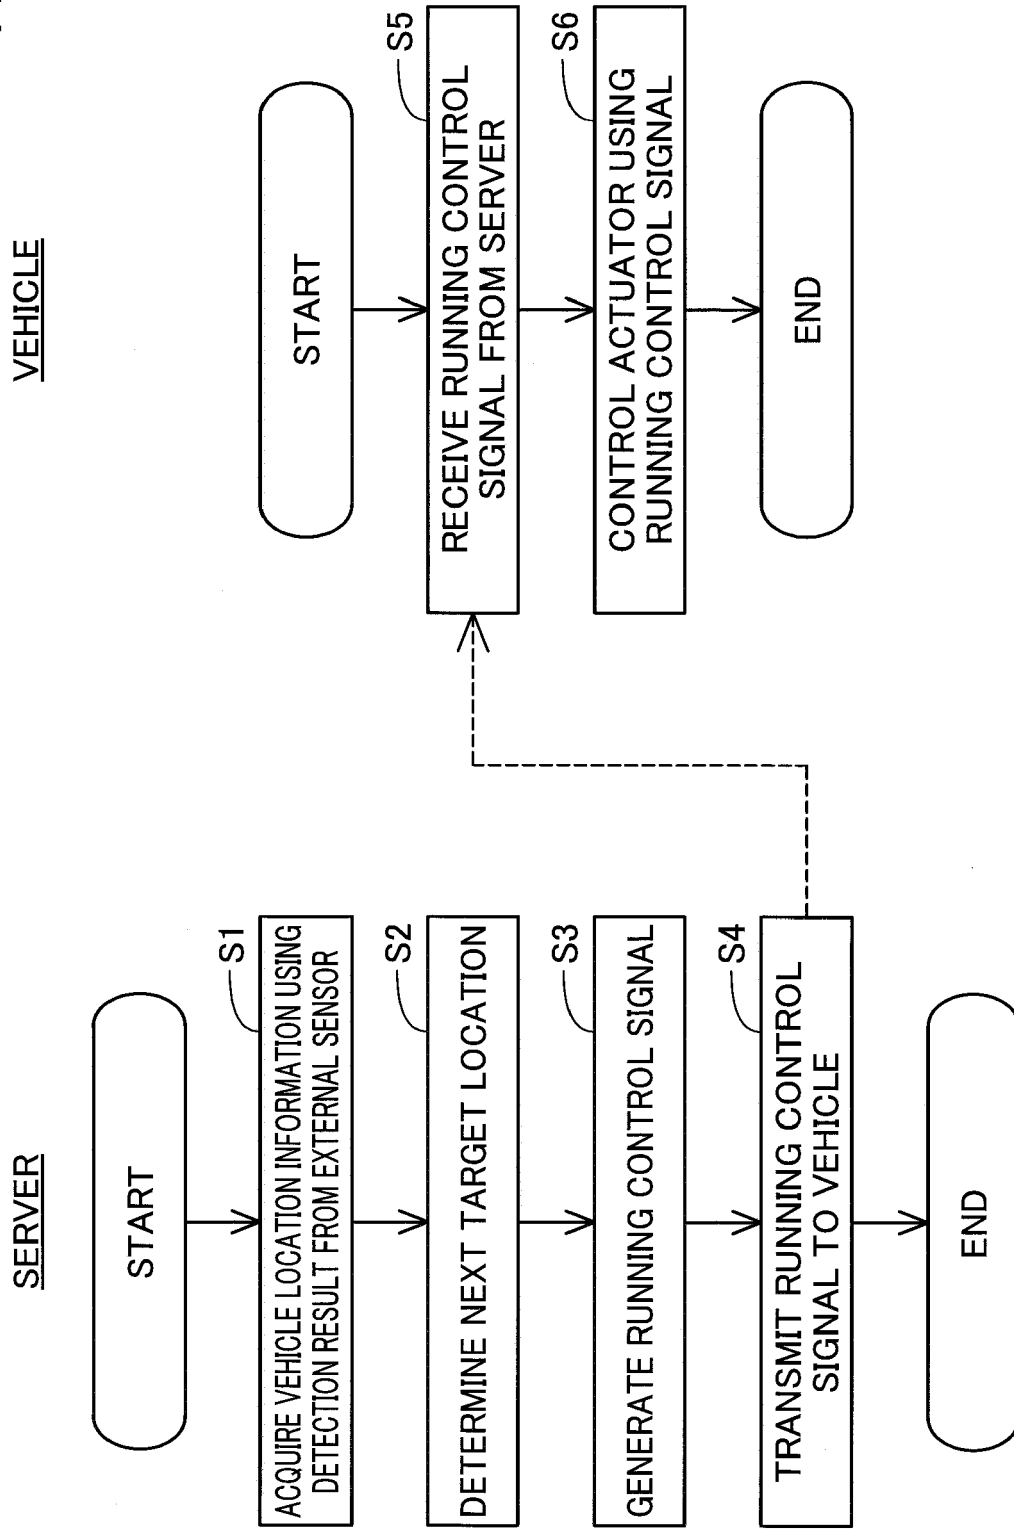 SERVER
START
S1
ACQUIRE VEHICLE LOCATION INFORMATION USING
DETECTION RESULT FROM EXTERNAL SENSOR
S2
DETERMINE NEXT TARGET LOCATION
S3
GENERATE RUNNING CONTROL SIGNAL
S4
TRANSMIT RUNNING CONTROL
SIGNAL TO VEHICLE
END
VEHICLE
START
S5
RECEIVE RUNNING CONTROL
SIGNAL FROM SERVER
S6
CONTROL ACTUATOR USING
RUNNING CONTROL SIGNAL
END